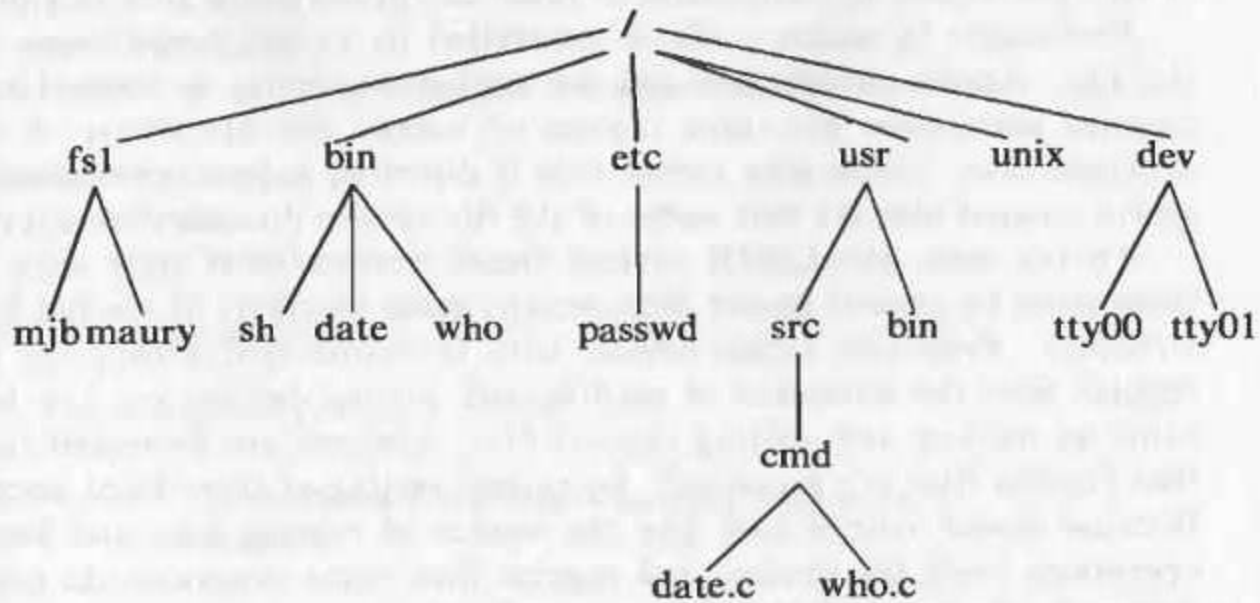 /
fs1 bin etc usr unix dev
mjb maury sh date who passwd src bin tty00 tty01
cmd
date.c who.c